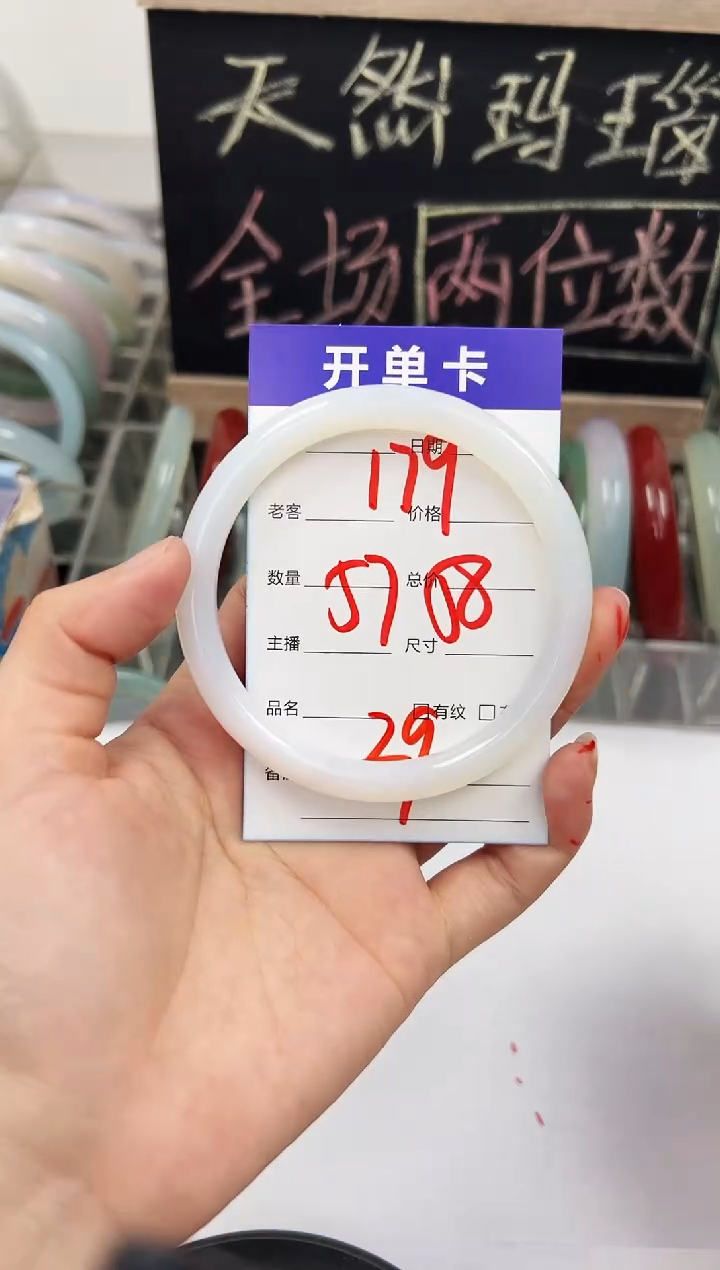 天然玛瑙
全场两位数
开单卡
日期
179
老客 价格
数量 总价
57 58
主播 尺寸
品名 □有纹 □
29